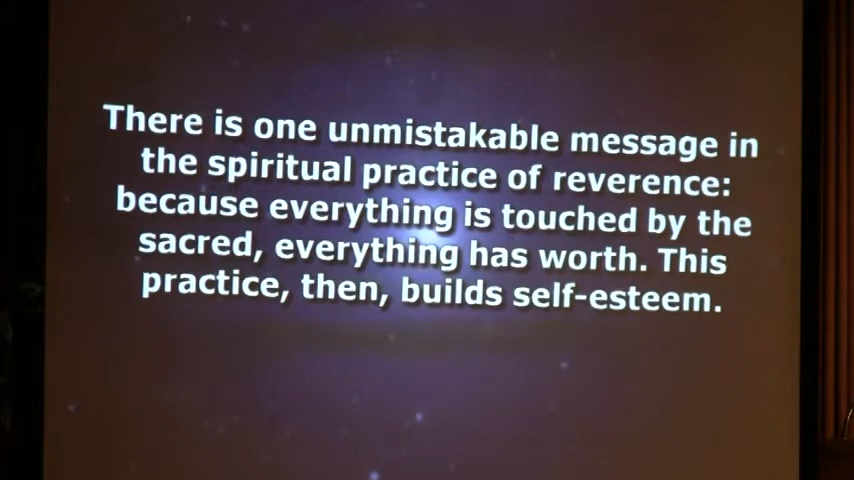 There is one unmistakable message in
the spiritual practice of reverence:
because everything is touched by the
sacred, everything has worth. This
practice, then, builds self-esteem.